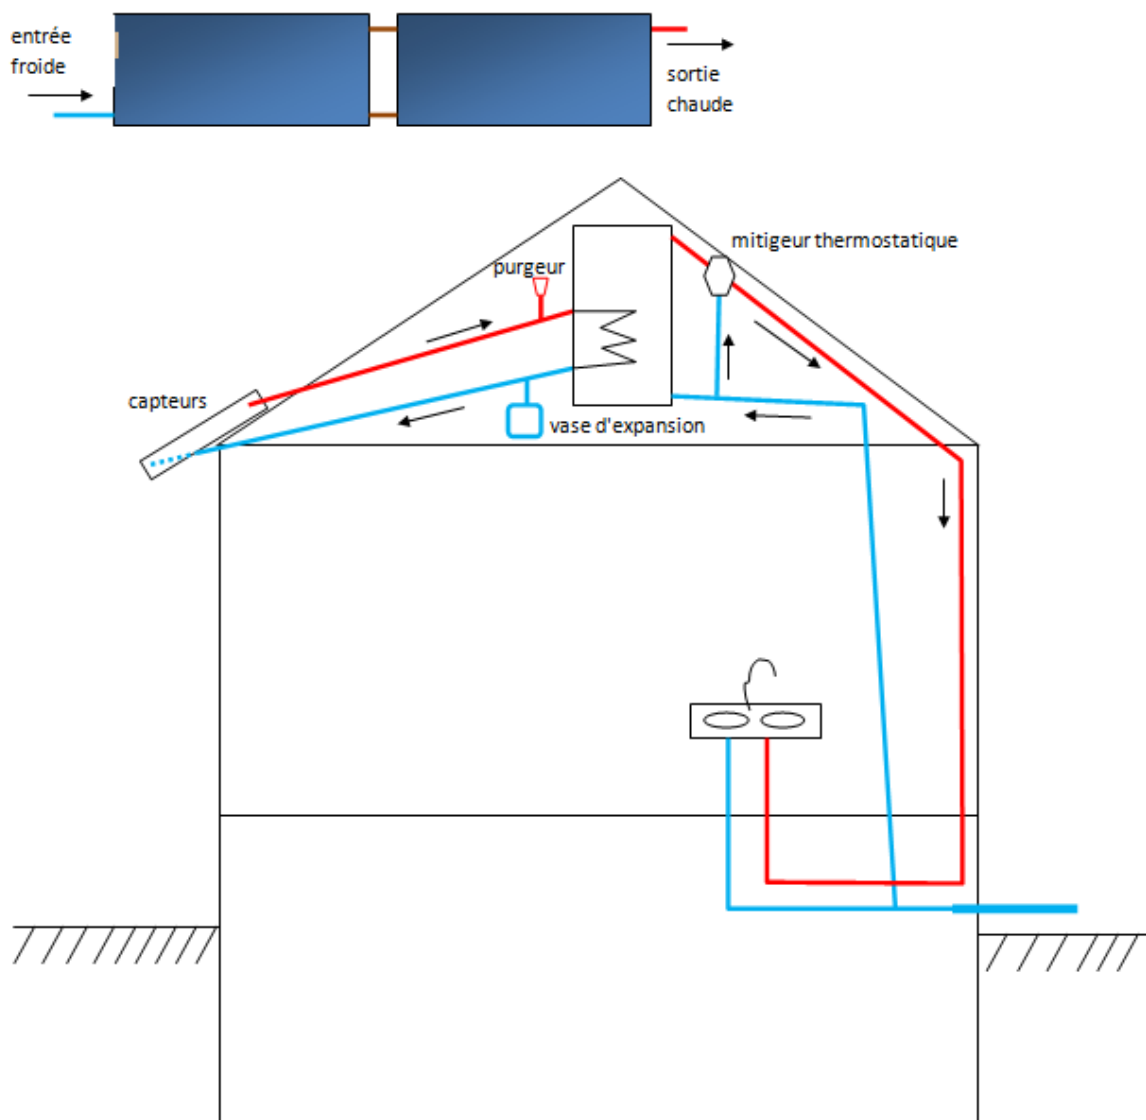 entrée
froide
sortie
chaude
mitigeur thermostatique
purgeur
capteurs
vase d'expansion